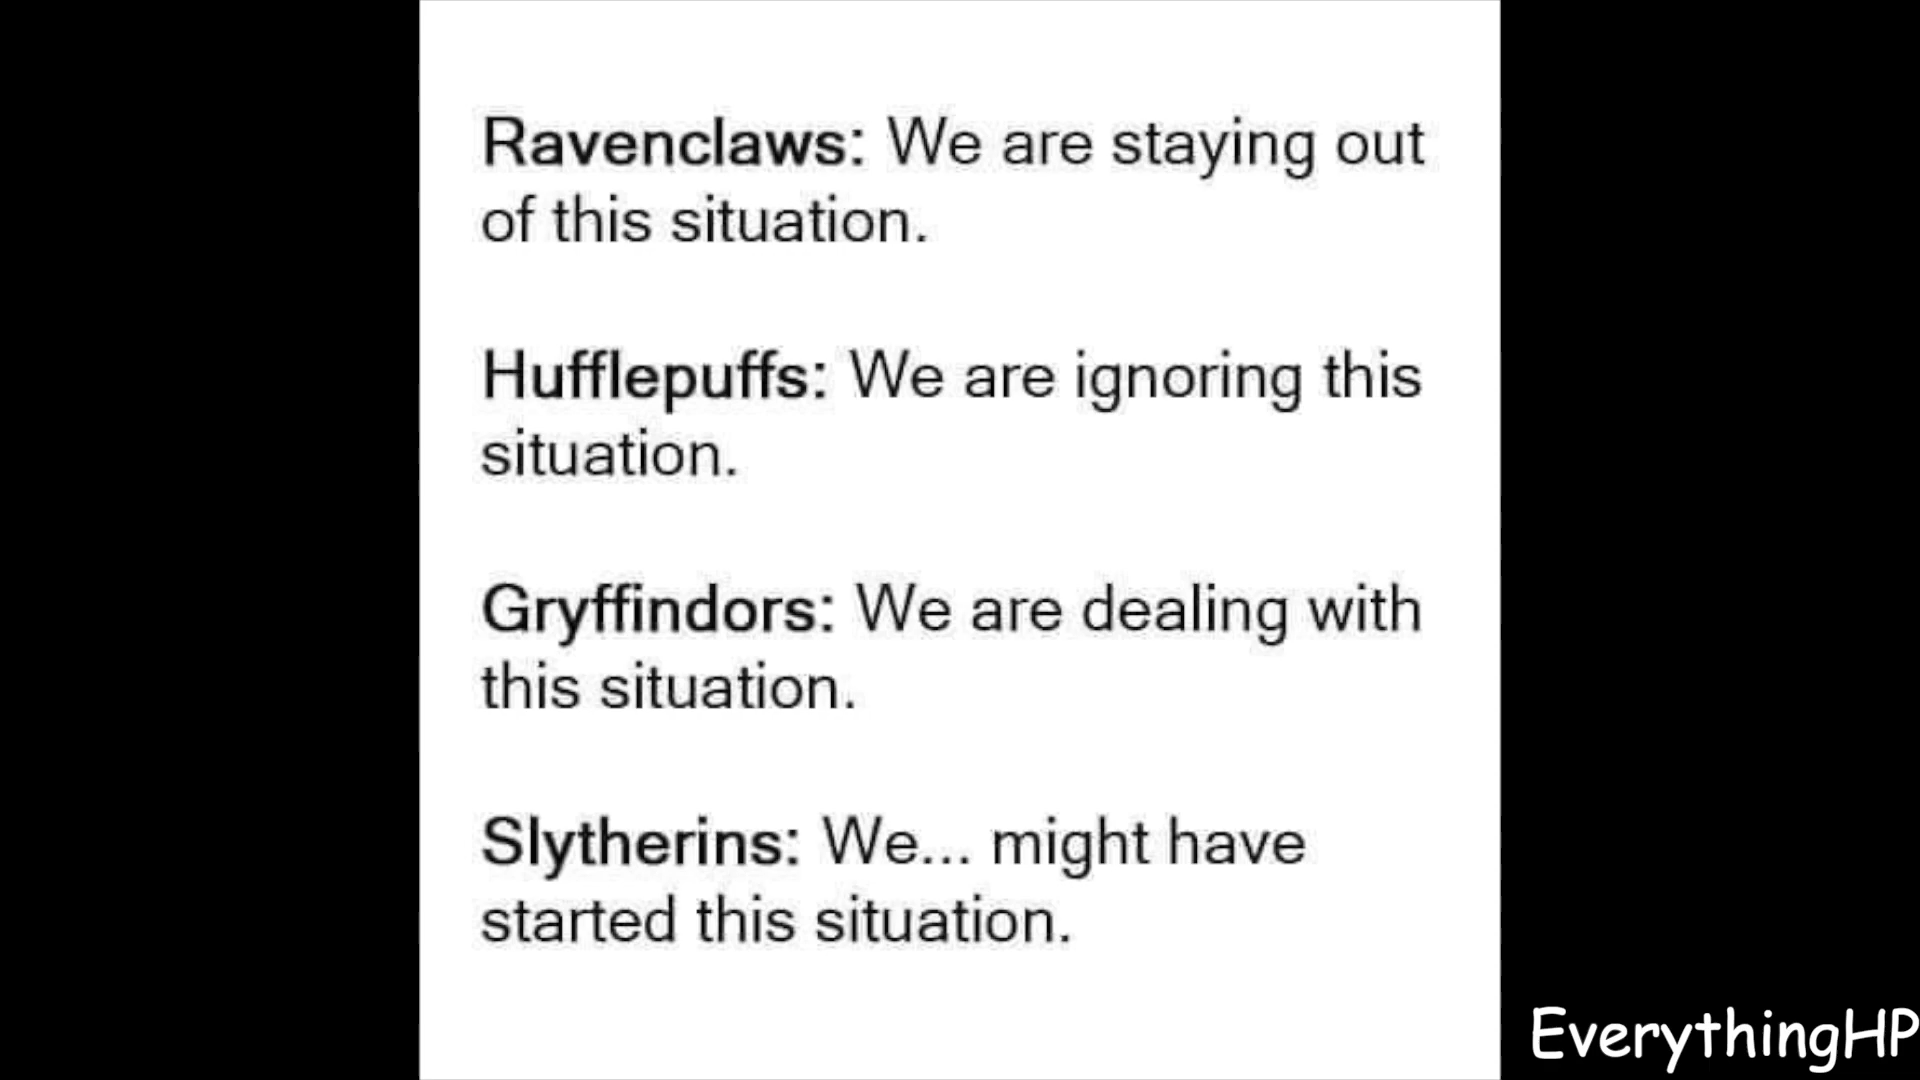 Ravenclaws: We are staying out
of this situation.
Hufflepuffs: We are ignoring this
situation.
Gryffindors: We are dealing with
this situation.
Slytherins: We... might have
started this situation.
EverythingHP